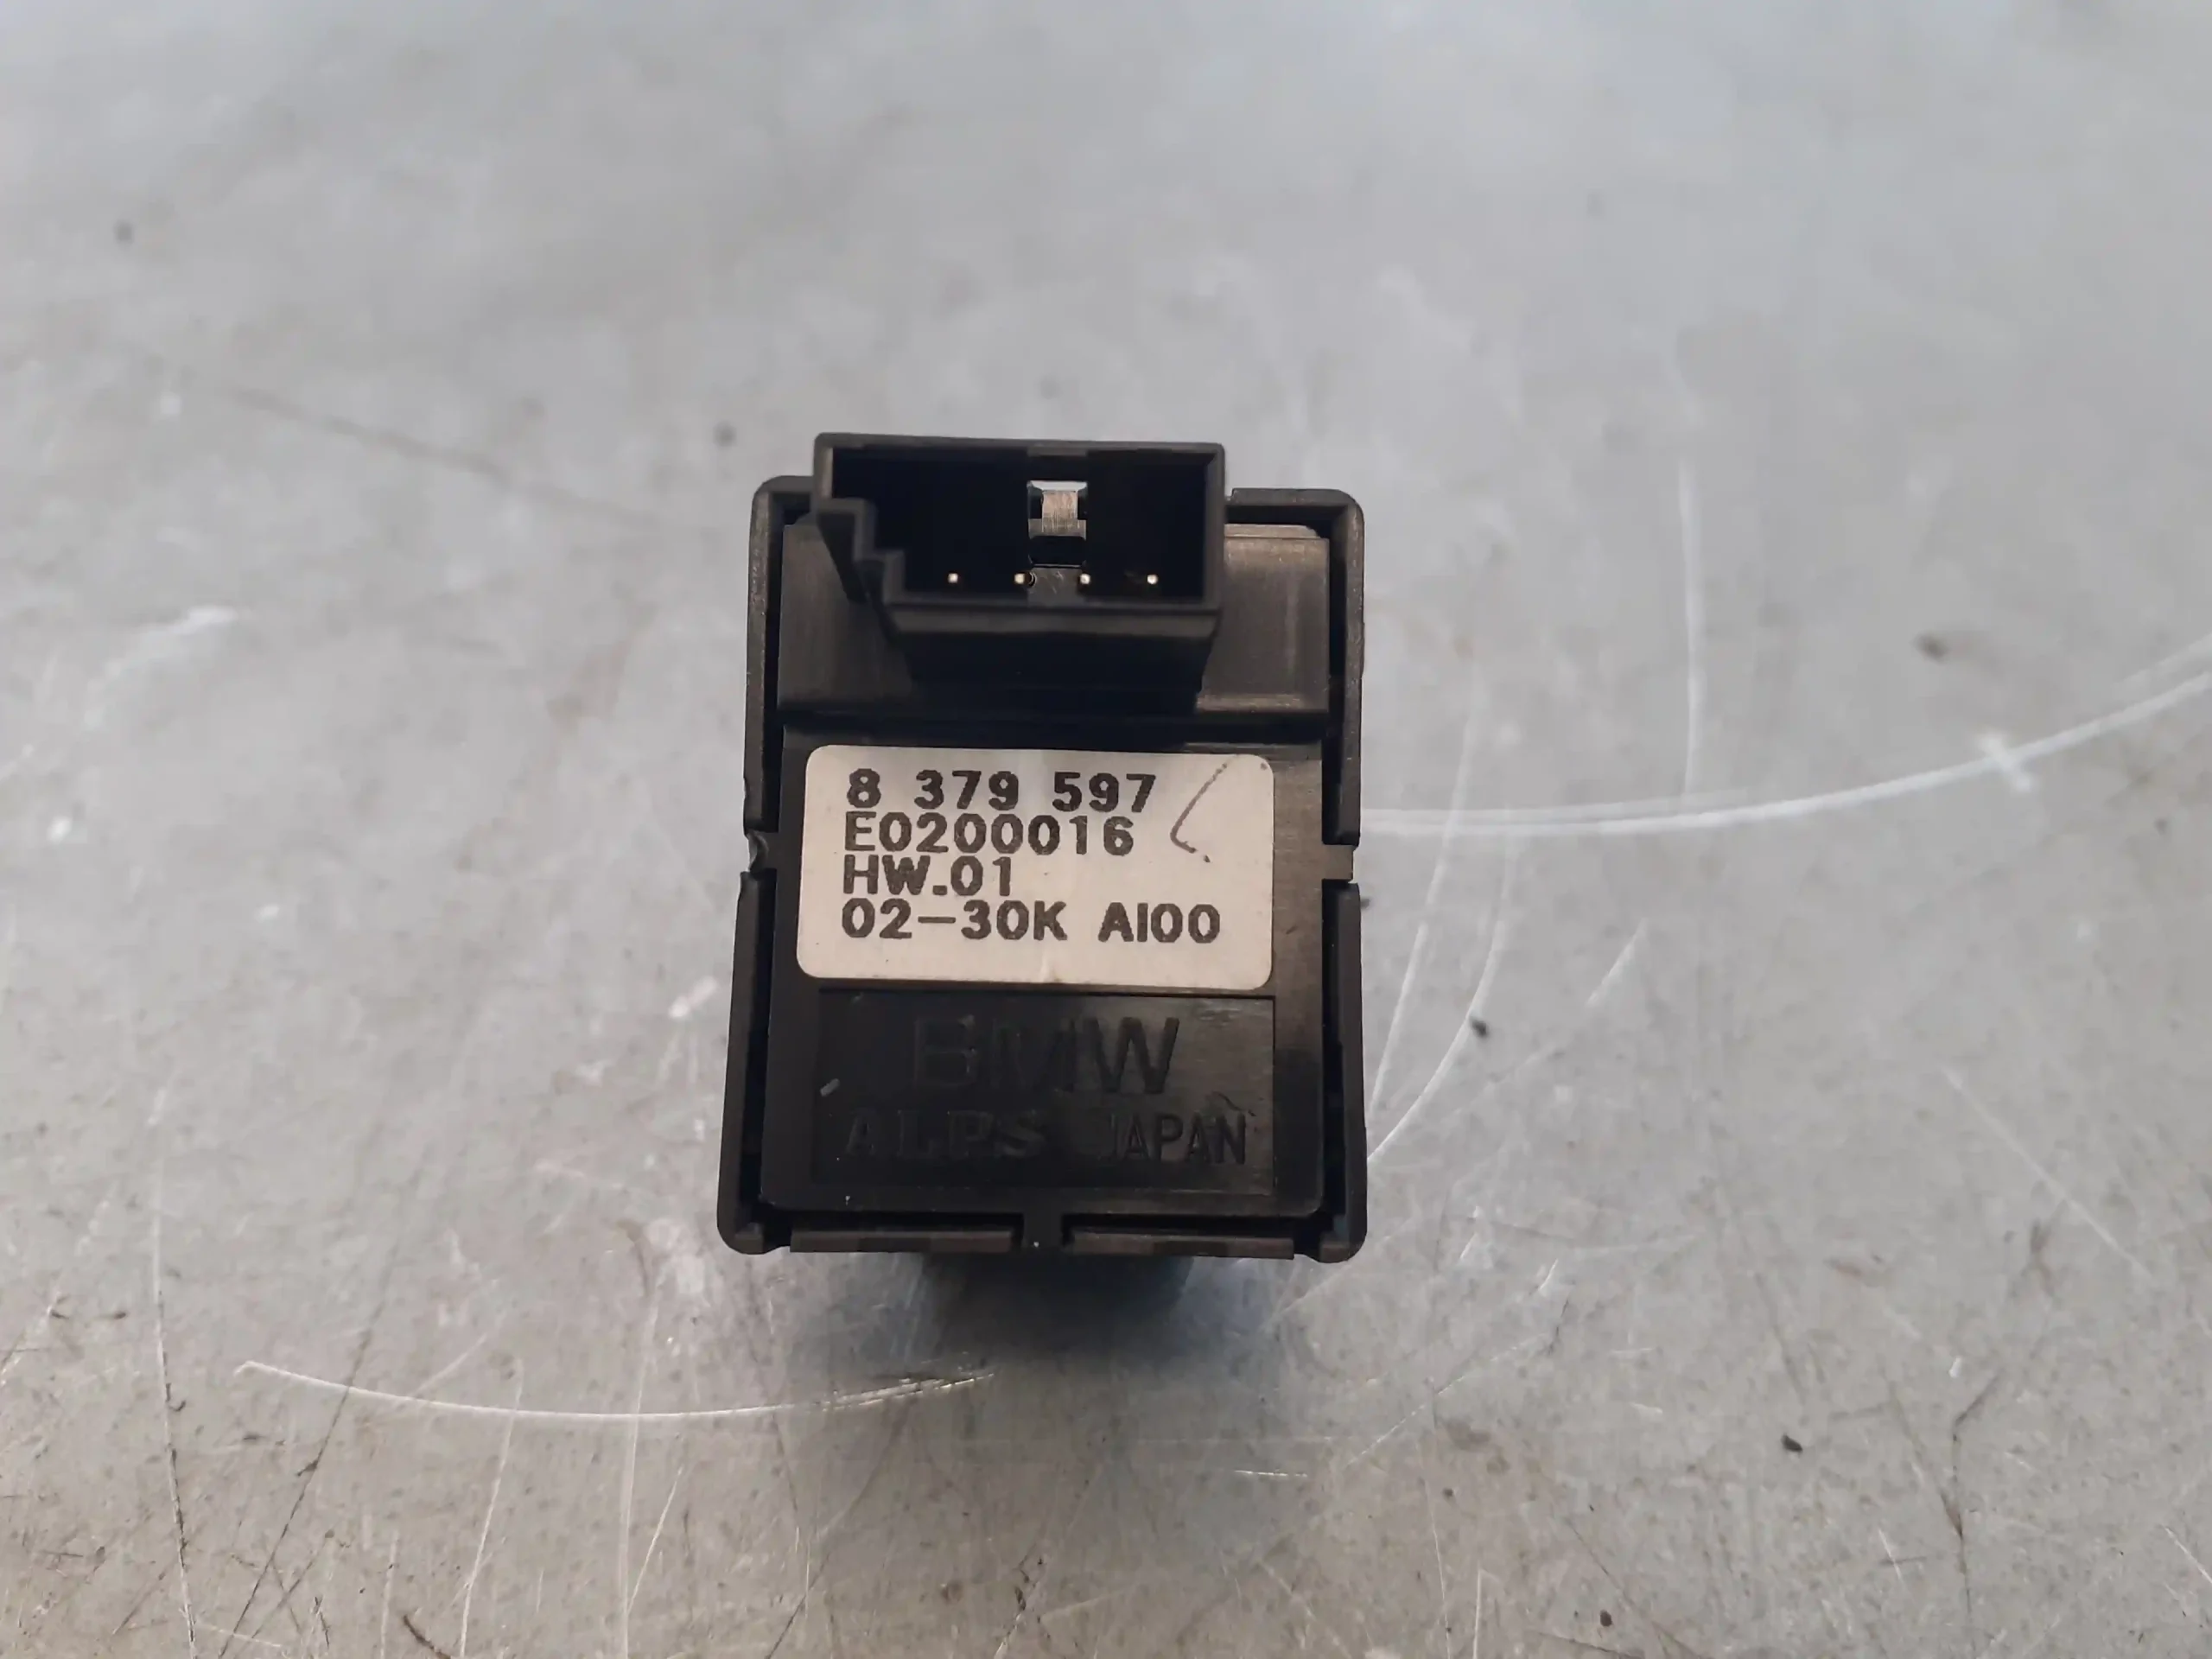 8 379 597
E0200016
HW.01
02-30K AI00
BMW
ALPS JAPAN